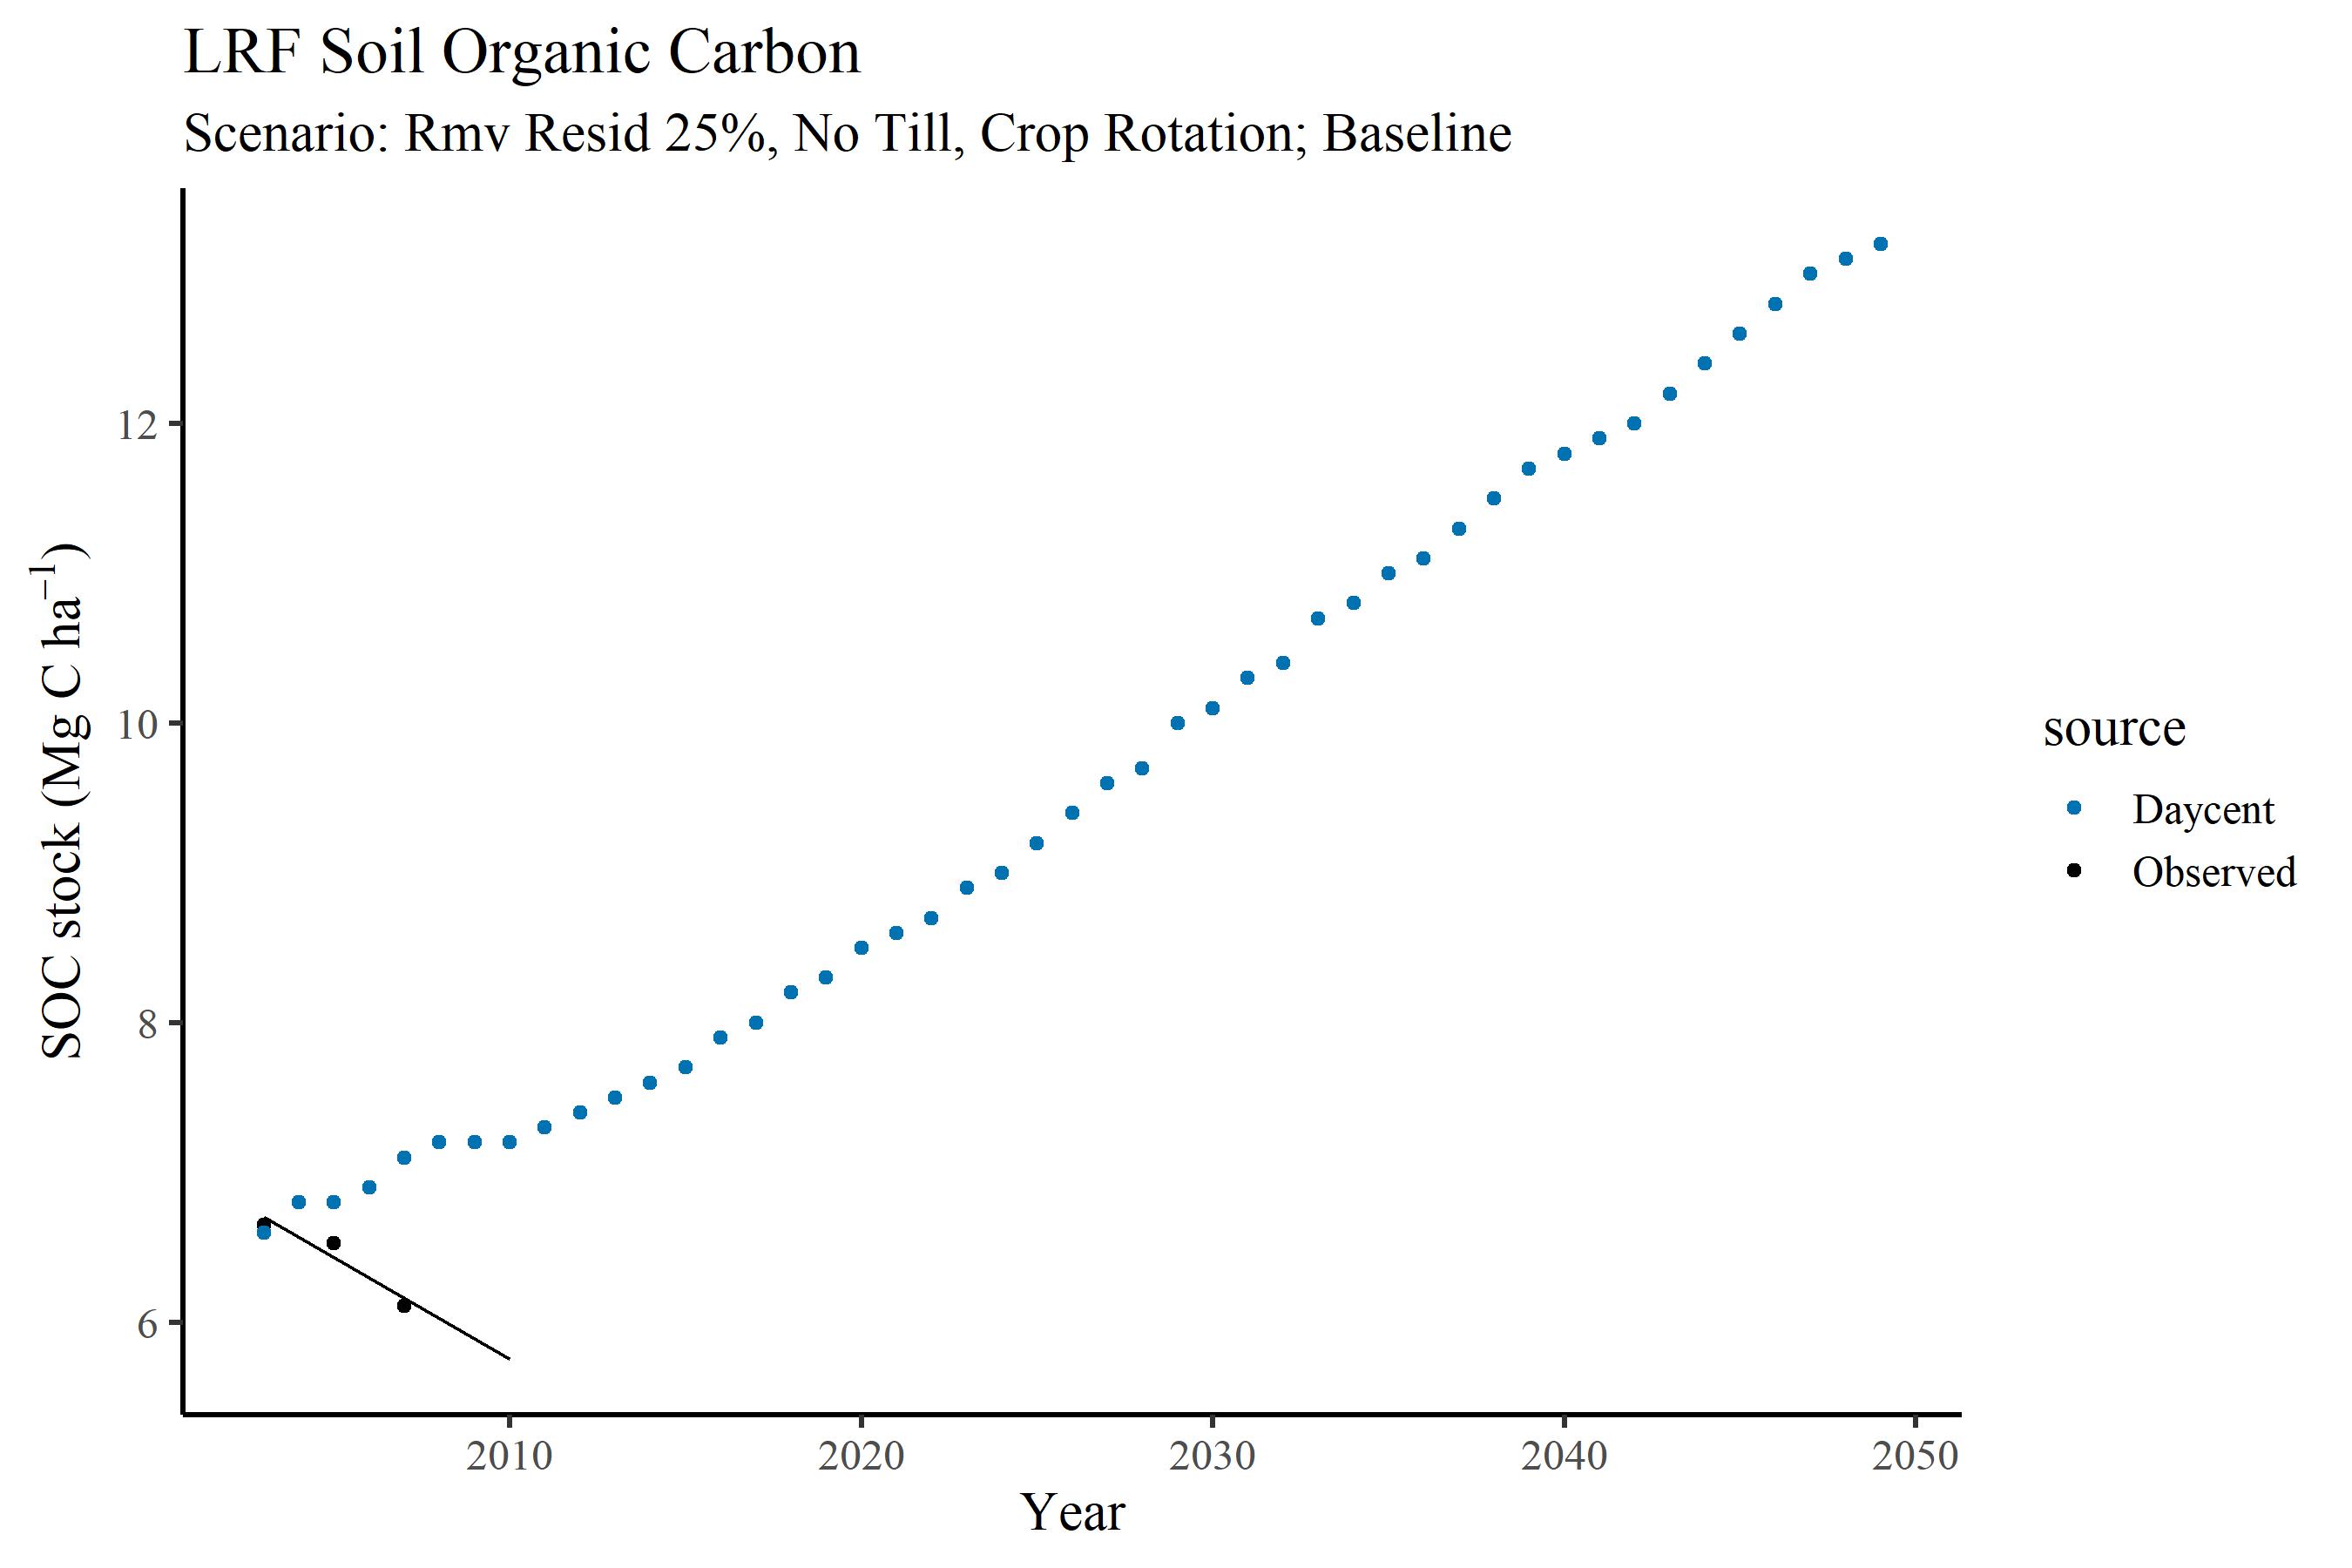 LRF Soil Organic Carbon
Scenario: Rmv Resid 25%, No Till, Crop Rotation; Baseline
SOC stock (Mg C ha⁻¹)
12
10
8
6
2010 2020 2030 2040 2050
Year
source
Daycent
Observed